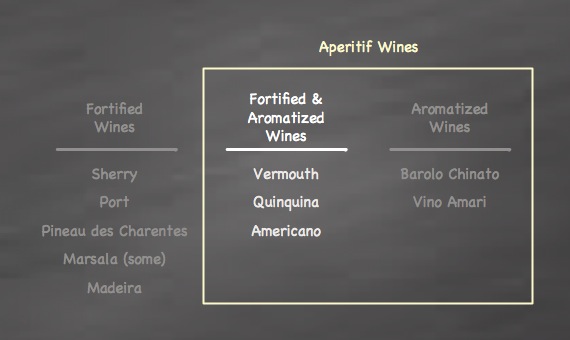 Aperitif Wines
Fortified
Wines
Sherry
Port
Pineau des Charentes
Marsala (some)
Madeira
Fortified &
Aromatized
Wines
Vermouth
Quinquina
Americano
Aromatized
Wines
Barolo Chinato
Vino Amari